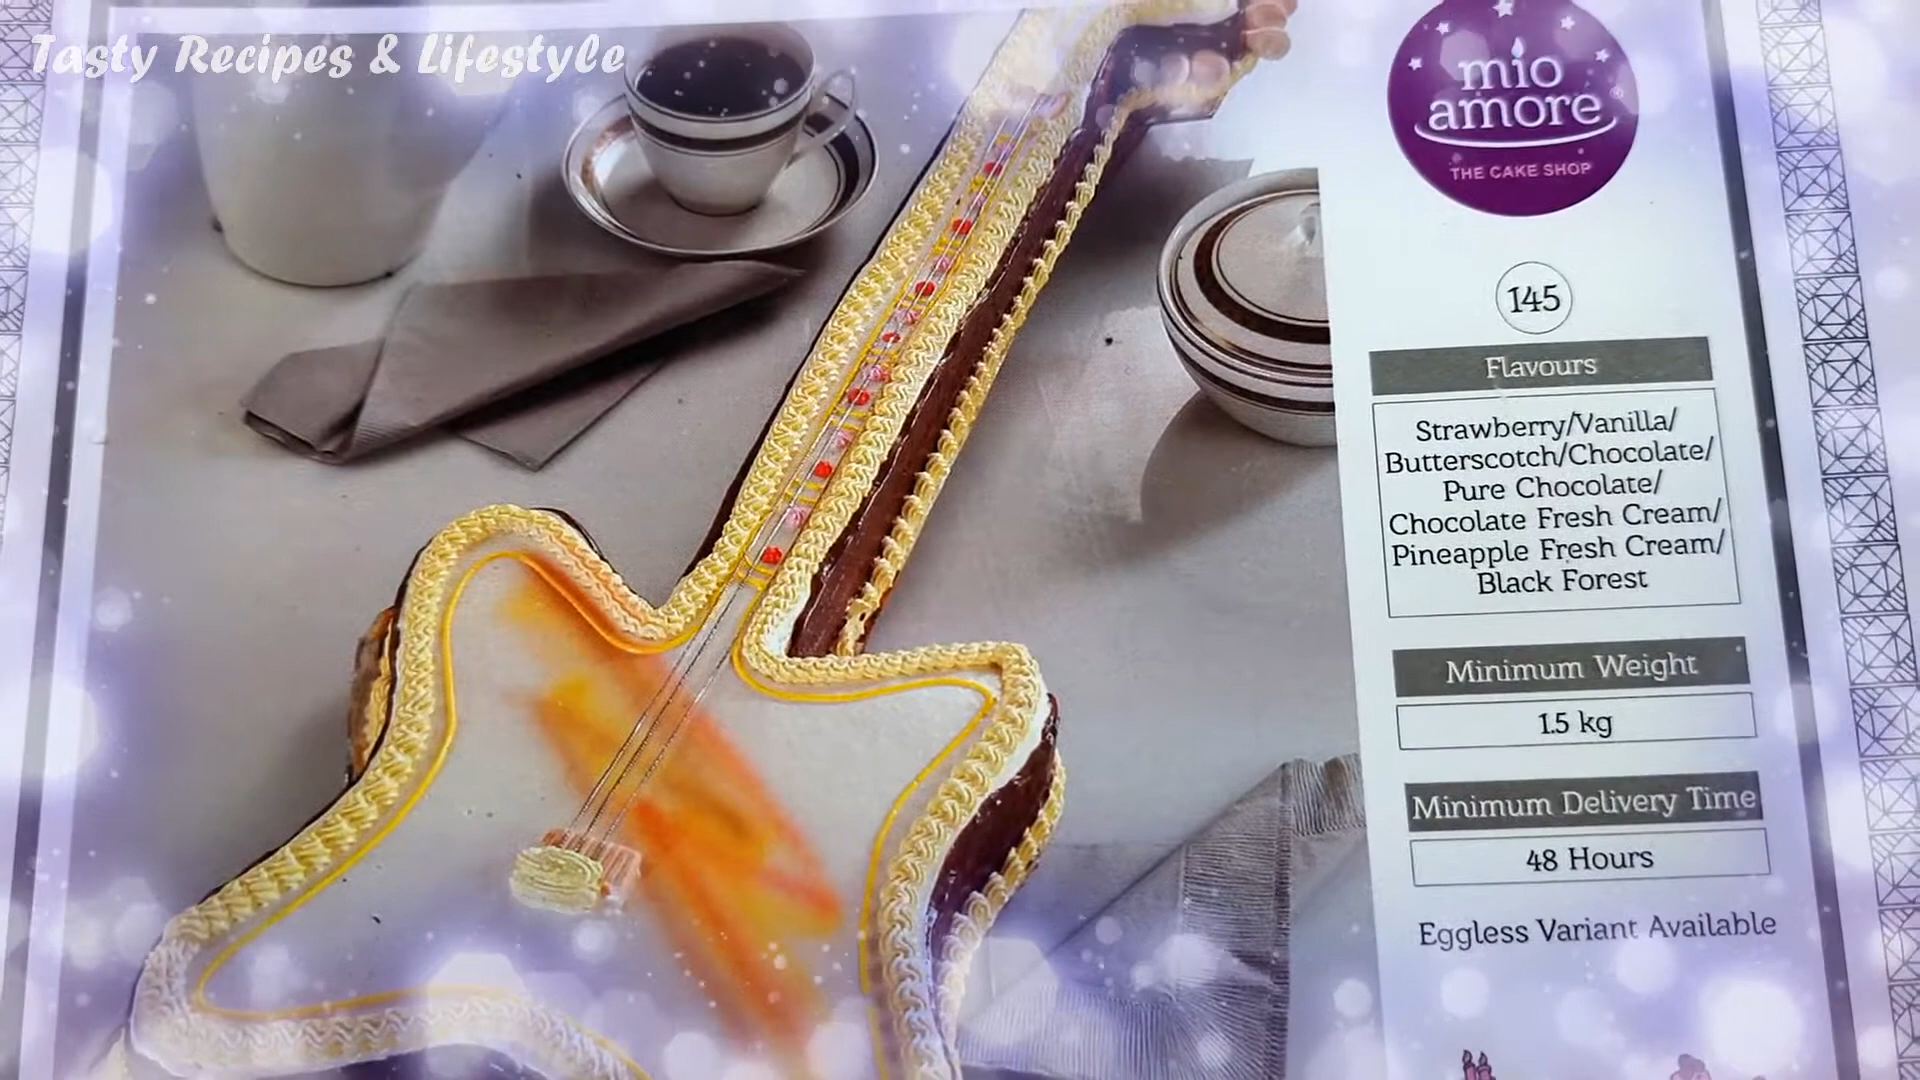 Tasty Recipes & Lifestyle
mio
amore®
THE CAKE SHOP
145
Flavours
Strawberry/Vanilla/
Butterscotch/Chocolate/
Pure Chocolate/
Chocolate Fresh Cream/
Pineapple Fresh Cream/
Black Forest
Minimum Weight
1.5 kg
Minimum Delivery Time
48 Hours
Eggless Variant Available